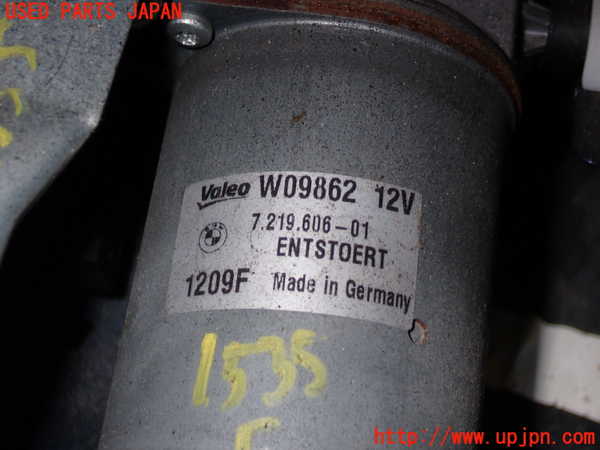 USED PARTS JAPAN
Valeo W09862 12V
7.219.606-01
ENTSTOERT
1209F Made in Germany
1535
http://www.upjpn.com/